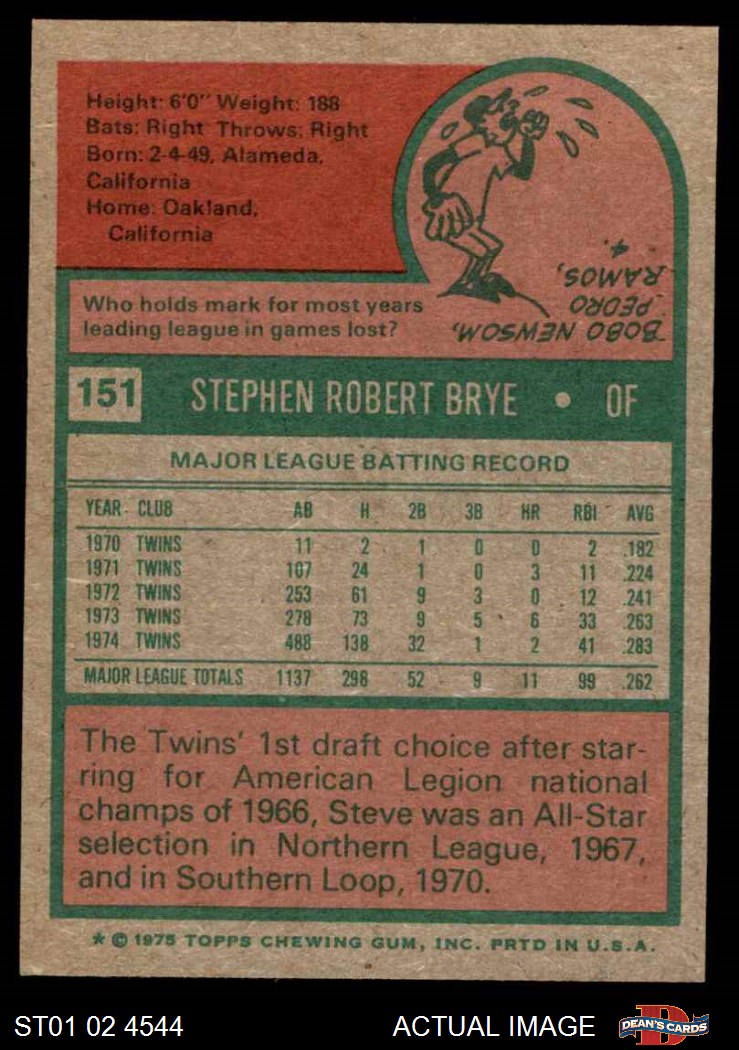 Height: 6'0" Weight: 188
Bats: Right Throws: Right
Born: 2-4-49, Alameda,
California
Home: Oakland,
California
Who holds mark for most years
leading league in games lost?
BOBO NEWSOM,
PEDRO
RAMOS,
4.
151 STEPHEN ROBERT BRYE • OF
MAJOR LEAGUE BATTING RECORD
YEAR CLUB AB H 2B 3B HR RBI AVG
1970 TWINS 11 2 1 0 0 2 .182
1971 TWINS 107 24 1 0 3 11 .224
1972 TWINS 253 61 9 3 0 12 .241
1973 TWINS 278 73 9 5 6 33 .263
1974 TWINS 488 138 32 1 2 41 .283
MAJOR LEAGUE TOTALS 1137 298 52 9 11 99 .262
The Twins' 1st draft choice after star-
ring for American Legion national
champs of 1966, Steve was an All-Star
selection in Northern League, 1967,
and in Southern Loop, 1970.
* © 1975 TOPPS CHEWING GUM, INC. PRTD IN U.S.A.
ST01 02 4544 ACTUAL IMAGE D DEAN'S CARDS